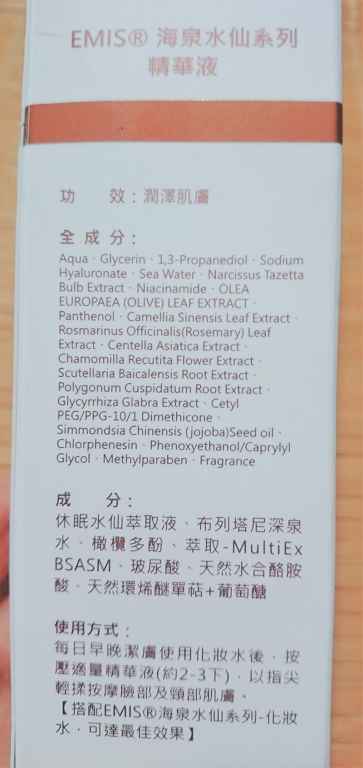 EMIS® 海泉水仙系列
精華液
功 效：潤澤肌膚
全成分：
Aqua、Glycerin、1,3-Propanediol、Sodium
Hyaluronate、Sea Water、Narcissus Tazetta
Bulb Extract、Niacinamide、OLEA
EUROPAEA (OLIVE) LEAF EXTRACT、
Panthenol、Camellia Sinensis Leaf Extract、
Rosmarinus Officinalis(Rosemary) Leaf
Extract、Centella Asiatica Extract、
Chamomilla Recutita Flower Extract、
Scutellaria Baicalensis Root Extract、
Polygonum Cuspidatum Root Extract、
Glycyrrhiza Glabra Extract、Cetyl
PEG/PPG-10/1 Dimethicone、
Simmondsia Chinensis (jojoba)Seed oil、
Chlorphenesin、Phenoxyethanol/Caprylyl
Glycol、Methylparaben、Fragrance
成 分：
休眠水仙萃取液、布列塔尼深泉
水、橄欖多酚、萃取-MultiEx
BSASM、玻尿酸、天然水合酪胺
酸、天然環烯醚單萜+葡萄醣
使用方式：
每日早晚潔膚使用化妝水後，按
壓適量精華液(約2-3下)，以指尖
輕揉按摩臉部及頸部肌膚。
【搭配EMIS®海泉水仙系列-化妝
水，可達最佳效果】